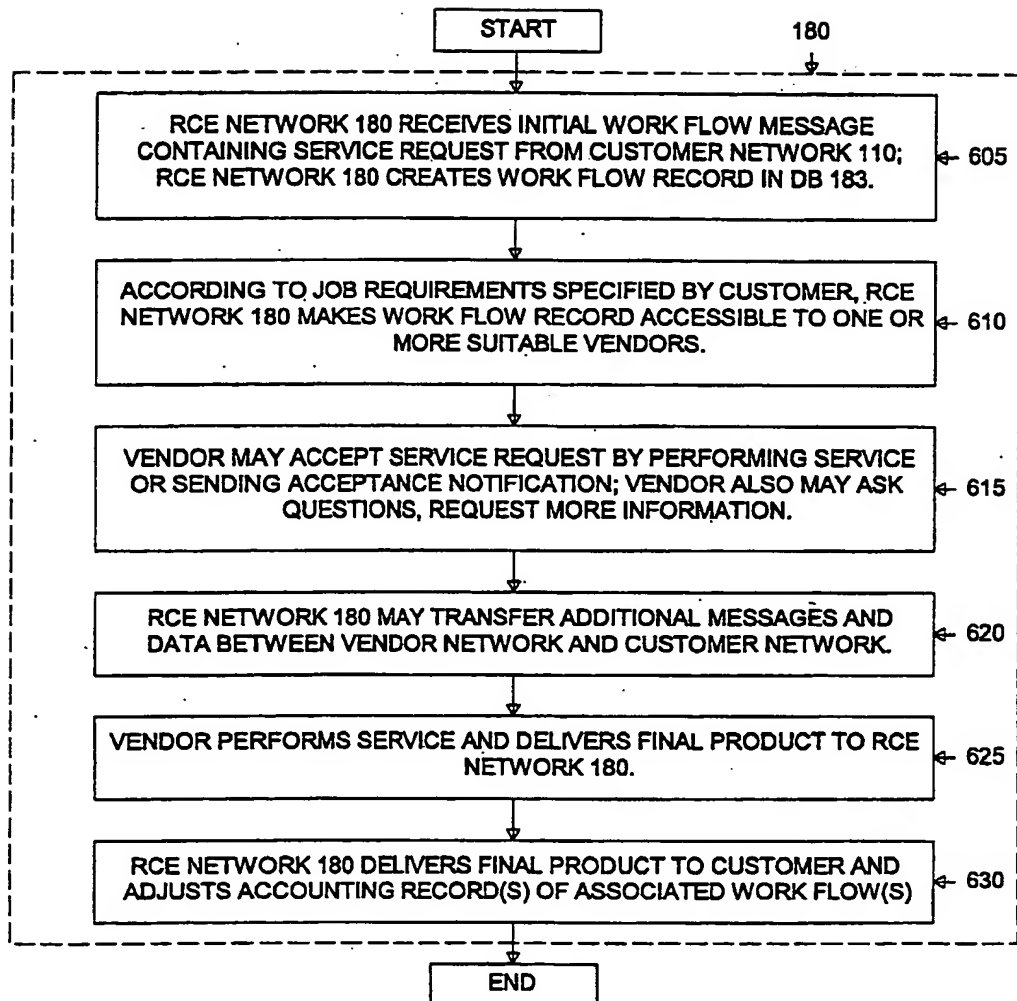 START
180
RCE NETWORK 180 RECEIVES INITIAL WORK FLOW MESSAGE
CONTAINING SERVICE REQUEST FROM CUSTOMER NETWORK 110;
RCE NETWORK 180 CREATES WORK FLOW RECORD IN DB 183.
605
ACCORDING TO JOB REQUIREMENTS SPECIFIED BY CUSTOMER, RCE
NETWORK 180 MAKES WORK FLOW RECORD ACCESSIBLE TO ONE OR
MORE SUITABLE VENDORS.
610
VENDOR MAY ACCEPT SERVICE REQUEST BY PERFORMING SERVICE
OR SENDING ACCEPTANCE NOTIFICATION; VENDOR ALSO MAY ASK
QUESTIONS, REQUEST MORE INFORMATION.
615
RCE NETWORK 180 MAY TRANSFER ADDITIONAL MESSAGES AND
DATA BETWEEN VENDOR NETWORK AND CUSTOMER NETWORK.
620
VENDOR PERFORMS SERVICE AND DELIVERS FINAL PRODUCT TO RCE
NETWORK 180.
625
RCE NETWORK 180 DELIVERS FINAL PRODUCT TO CUSTOMER AND
ADJUSTS ACCOUNTING RECORD(S) OF ASSOCIATED WORK FLOW(S)
630
END